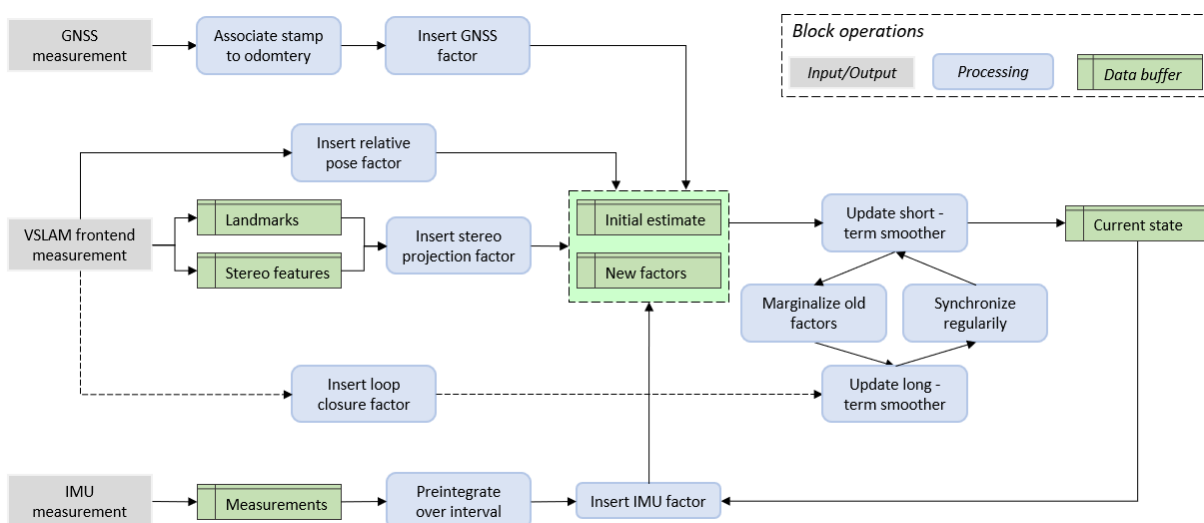 GNSS
measurement
Associate stamp
to odomtery
Insert GNSS
factor
Block operations
Input/Output
Processing
Data buffer
Insert relative
pose factor
VSLAM frontend
measurement
Landmarks
Stereo features
Insert stereo
projection factor
Initial estimate
New factors
Update short -
term smoother
Current state
Marginalize old
factors
Synchronize
regularily
Insert loop
closure factor
Update long -
term smoother
IMU
measurement
Measurements
Preintegrate
over interval
Insert IMU factor